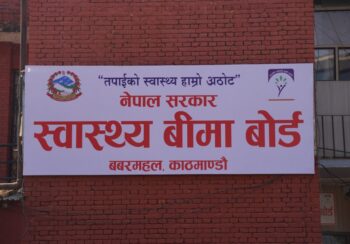 "तपाईको स्वास्थ्य हाम्रो अठोट"
नेपाल सरकार
स्वास्थ्य बीमा बोर्ड
बबरमहल, काठमाण्डौ